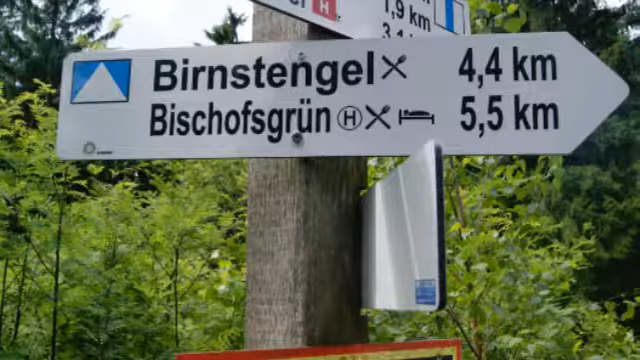 H
1,9 km
Birnstengel 4,4 km
Bischofsgrün H 5,5 km